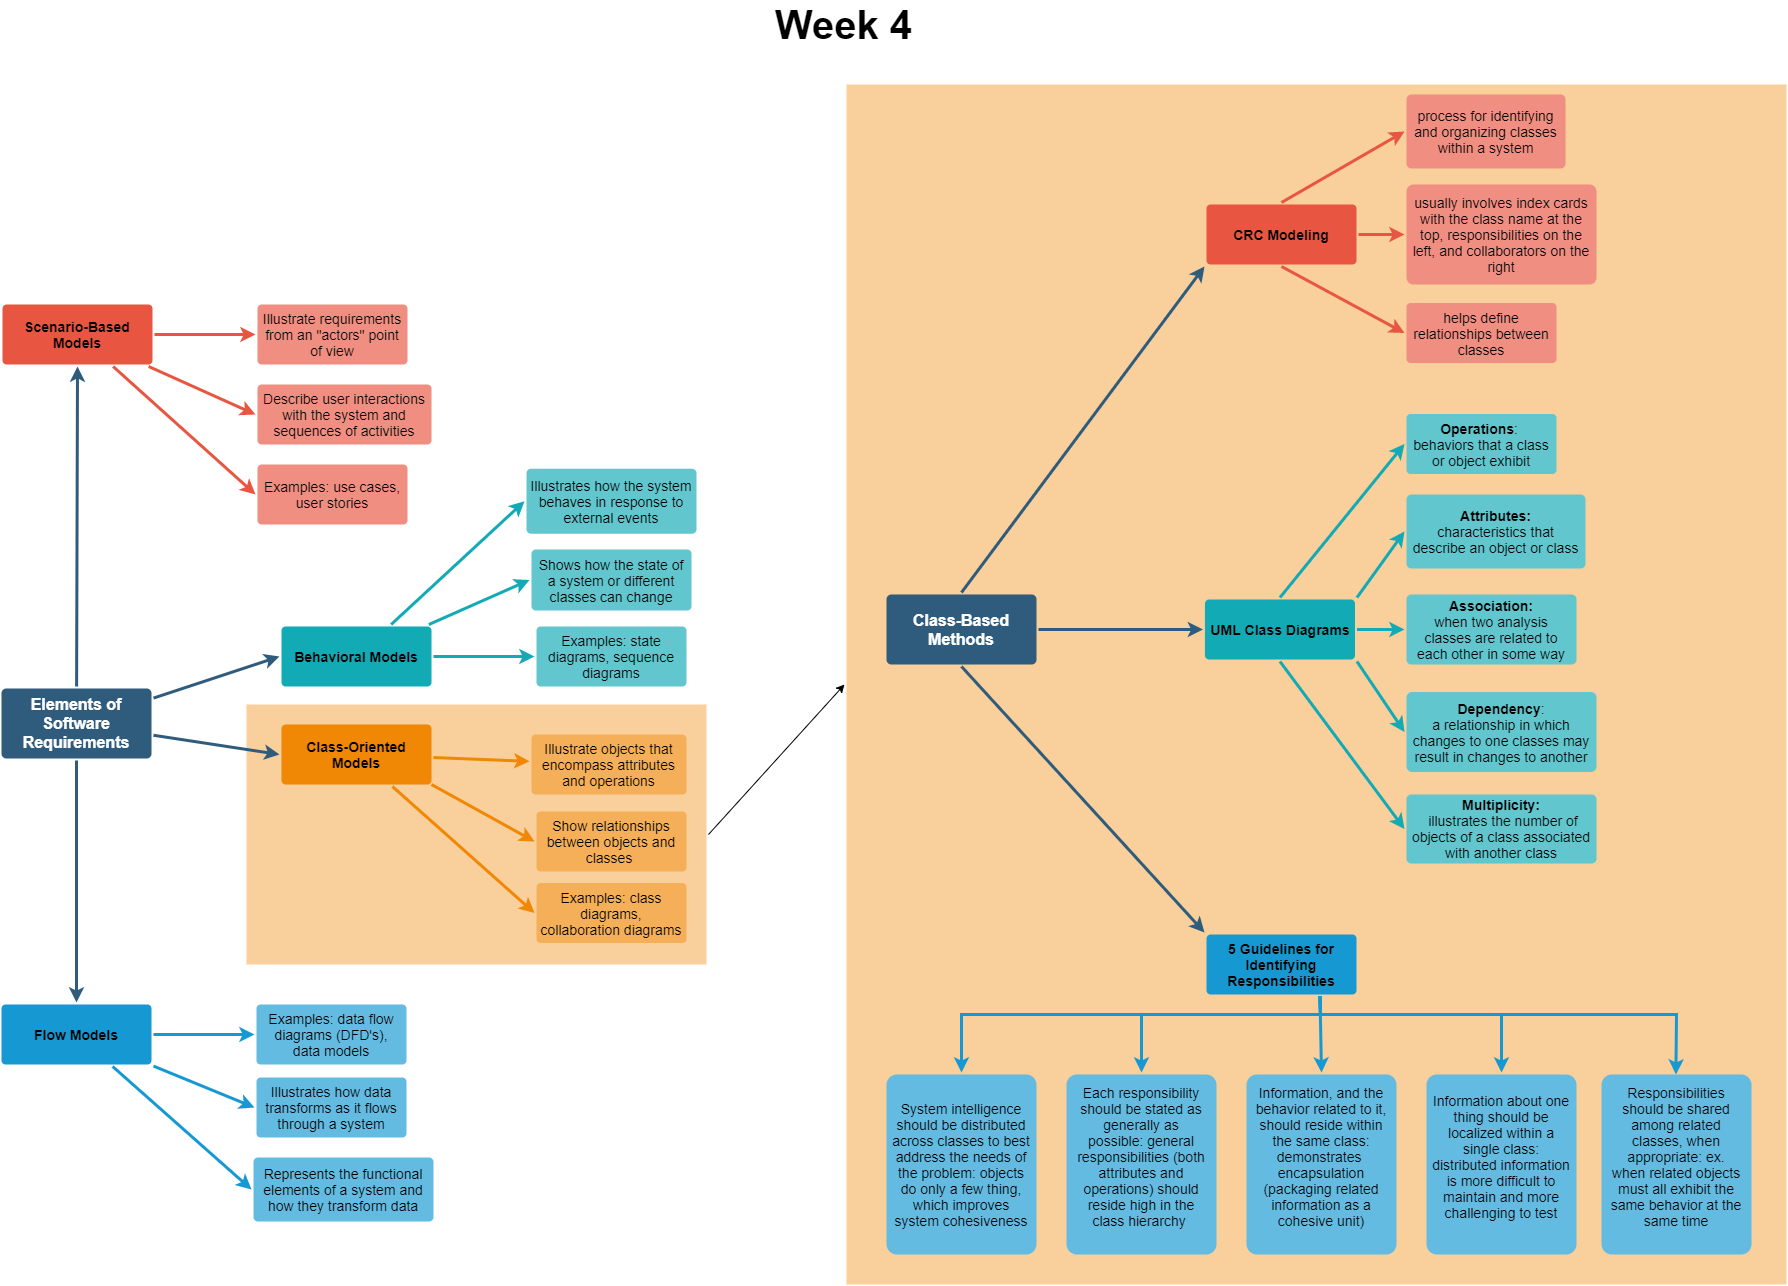 Week 4
Scenario-Based
Models
Illustrate requirements
from an "actors" point
of view
Describe user interactions
with the system and
sequences of activities
Examples: use cases,
user stories
Elements of
Software
Requirements
Behavioral Models
Illustrates how the system
behaves in response to
external events
Shows how the state of
a system or different
classes can change
Examples: state
diagrams, sequence
diagrams
Class-Oriented
Models
Illustrate objects that
encompass attributes
and operations
Show relationships
between objects and
classes
Examples: class
diagrams,
collaboration diagrams
Flow Models
Examples: data flow
diagrams (DFD's),
data models
Illustrates how data
transforms as it flows
through a system
Represents the functional
elements of a system and
how they transform data
Class-Based
Methods
CRC Modeling
process for identifying
and organizing classes
within a system
usually involves index cards
with the class name at the
top, responsibilities on the
left, and collaborators on the
right
helps define
relationships between
classes
UML Class Diagrams
Operations:
behaviors that a class
or object exhibit
Attributes:
characteristics that
describe an object or class
Association:
when two analysis
classes are related to
each other in some way
Dependency:
a relationship in which
changes to one classes may
result in changes to another
Multiplicity:
illustrates the number of
objects of a class associated
with another class
5 Guidelines for
Identifying
Responsibilities
System intelligence
should be distributed
across classes to best
address the needs of
the problem: objects
do only a few thing,
which improves
system cohesiveness
Each responsibility
should be stated as
generally as
possible: general
responsibilities (both
attributes and
operations) should
reside high in the
class hierarchy
Information, and the
behavior related to it,
should reside within
the same class:
demonstrates
encapsulation
(packaging related
information as a
cohesive unit)
Information about one
thing should be
localized within a
single class:
distributed information
is more difficult to
maintain and more
challenging to test
Responsibilities
should be shared
among related
classes, when
appropriate: ex.
when related objects
must all exhibit the
same behavior at the
same time